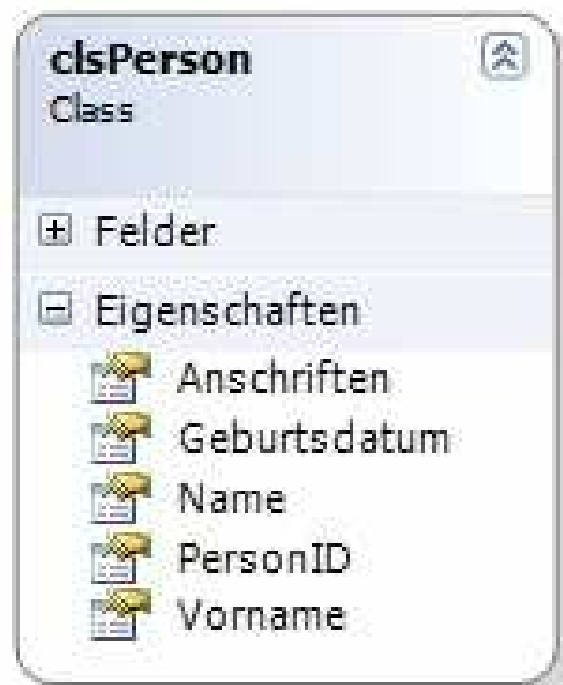 clsPerson
Class
Felder
Eigenschaften
Anschriften
Geburtsdatum
Name
PersonID
Vorname